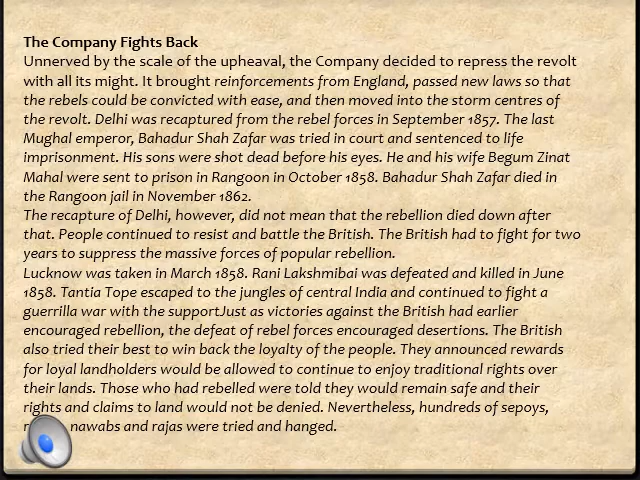 The Company Fights Back
Unnerved by the scale of the upheaval, the Company decided to repress the revolt
with all its might. It brought reinforcements from England, passed new laws so that
the rebels could be convicted with ease, and then moved into the storm centres of
the revolt. Delhi was recaptured from the rebel forces in September 1857. The last
Mughal emperor, Bahadur Shah Zafar was tried in court and sentenced to life
imprisonment. His sons were shot dead before his eyes. He and his wife Begum Zinat
Mahal were sent to prison in Rangoon in October 1858. Bahadur Shah Zafar died in
the Rangoon jail in November 1862.
The recapture of Delhi, however, did not mean that the rebellion died down after
that. People continued to resist and battle the British. The British had to fight for two
years to suppress the massive forces of popular rebellion.
Lucknow was taken in March 1858. Rani Lakshmibai was defeated and killed in June
1858. Tantia Tope escaped to the jungles of central India and continued to fight a
guerrilla war with the supportJust as victories against the British had earlier
encouraged rebellion, the defeat of rebel forces encouraged desertions. The British
also tried their best to win back the loyalty of the people. They announced rewards
for loyal landholders would be allowed to continue to enjoy traditional rights over
their lands. Those who had rebelled were told they would remain safe and their
rights and claims to land would not be denied. Nevertheless, hundreds of sepoys,
nawabs and rajas were tried and hanged.